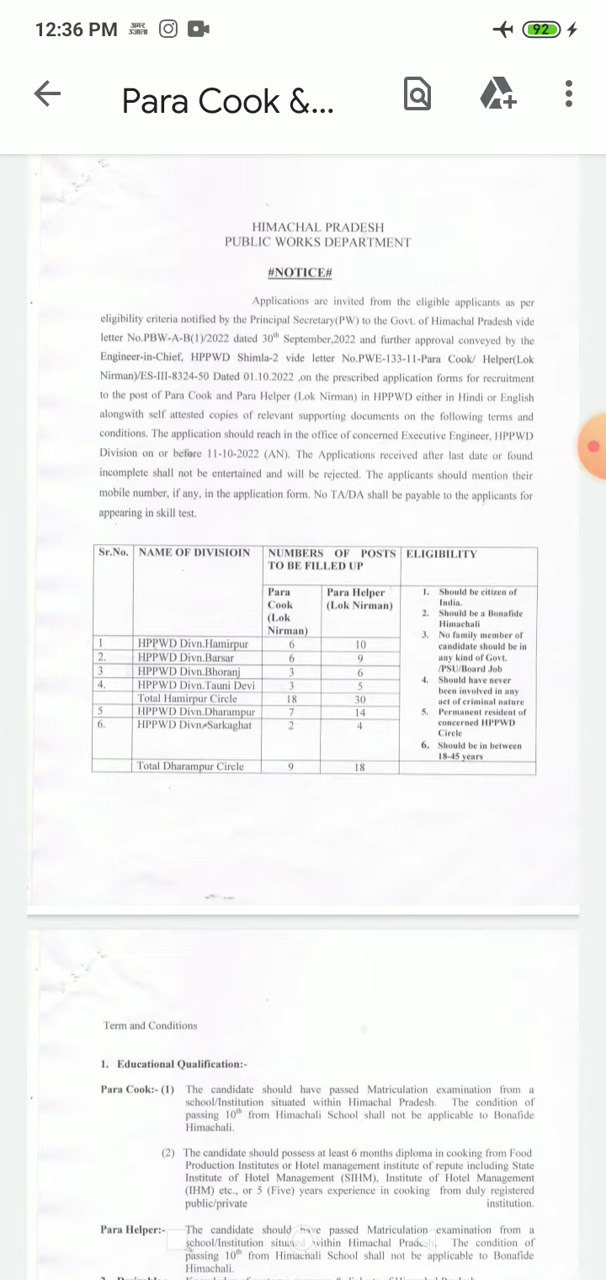 12:36 PM अमर उजाला 92
Para Cook &...
HIMACHAL PRADESH
PUBLIC WORKS DEPARTMENT
#NOTICE#
Applications are invited from the eligible applicants as per
eligibility criteria notified by the Principal Secretary(PW) to the Govt. of Himachal Pradesh vide
letter No.PBW-A-B(1)/2022 dated 30th September,2022 and further approval conveyed by the
Engineer-in-Chief, HPPWD Shimla-2 vide letter No.PWE-133-11-Para Cook/ Helper(Lok
Nirman)/ES-III-8324-50 Dated 01.10.2022 ,on the prescribed application forms for recruitment
to the post of Para Cook and Para Helper (Lok Nirman) in HPPWD either in Hindi or English
alongwith self attested copies of relevant supporting documents on the following terms and
conditions. The application should reach in the office of concerned Executive Engineer, HPPWD
Division on or before 11-10-2022 (AN). The Applications received after last date or found
incomplete shall not be entertained and will be rejected. The applicants should mention their
mobile number, if any, in the application form. No TA/DA shall be payable to the applicants for
appearing in skill test.
Sr.No. NAME OF DIVISIOIN NUMBERS OF POSTS ELIGIBILITY
TO BE FILLED UP
Para Para Helper
Cook (Lok Nirman)
(Lok
Nirman)
1 HPPWD Divn.Hamirpur 6 10
2. HPPWD Divn.Barsar 6 9
3 HPPWD Divn.Bhoranj 3 6
4. HPPWD Divn.Tauni Devi 3 5
Total Hamirpur Circle 18 30
5 HPPWD Divn.Dharampur 7 14
6. HPPWD Divn.Sarkaghat 2 4
Total Dharampur Circle 9 18
1. Should be citizen of
India.
2. Should be a Bonafide
Himachali
3. No family member of
candidate should be in
any kind of Govt.
/PSU/Board Job
4. Should have never
been involved in any
act of criminal nature
5. Permanent resident of
concerned HPPWD
Circle
6. Should be in between
18-45 years
Term and Conditions
1. Educational Qualification:-
Para Cook:- (1) The candidate should have passed Matriculation examination from a
school/Institution situated within Himachal Pradesh. The condition of
passing 10th from Himachali School shall not be applicable to Bonafide
Himachali.
(2) The candidate should possess at least 6 months diploma in cooking from Food
Production Institutes or Hotel management institute of repute including State
Institute of Hotel Management (SIHM), Institute of Hotel Management
(IHM) etc., or 5 (Five) years experience in cooking from duly registered
public/private institution.
Para Helper:- The candidate should have passed Matriculation examination from a
school/Institution situated within Himachal Pradesh. The condition of
passing 10th from Himachali School shall not be applicable to Bonafide
Himachali.